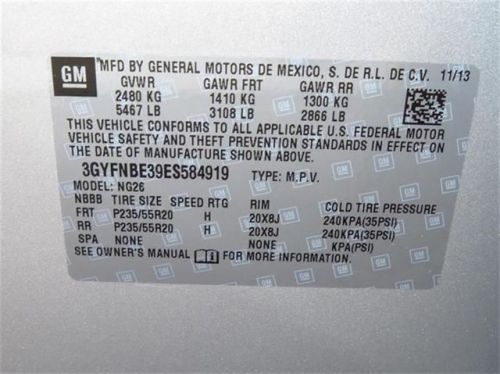 GM
MFD BY GENERAL MOTORS DE MEXICO, S. DE R.L. DE C.V. 11/13
GVWR GAWR FRT GAWR RR
2480 KG 1410 KG 1300 KG
5467 LB 3108 LB 2866 LB
THIS VEHICLE CONFORMS TO ALL APPLICABLE U.S. FEDERAL MOTOR
VEHICLE SAFETY AND THEFT PREVENTION STANDARDS IN EFFECT ON
THE DATE OF MANUFACTURE SHOWN ABOVE.
3GYFNBE39ES584919 TYPE: M.P.V.
MODEL: NG26
NBBB TIRE SIZE SPEED RTG RIM COLD TIRE PRESSURE
FRT P235/55R20 H 20X8J 240KPA(35PSI)
RR P235/55R20 H 20X8J 240KPA(35PSI)
SPA NONE NONE KPA(PSI)
SEE OWNER'S MANUAL FOR MORE INFORMATION.